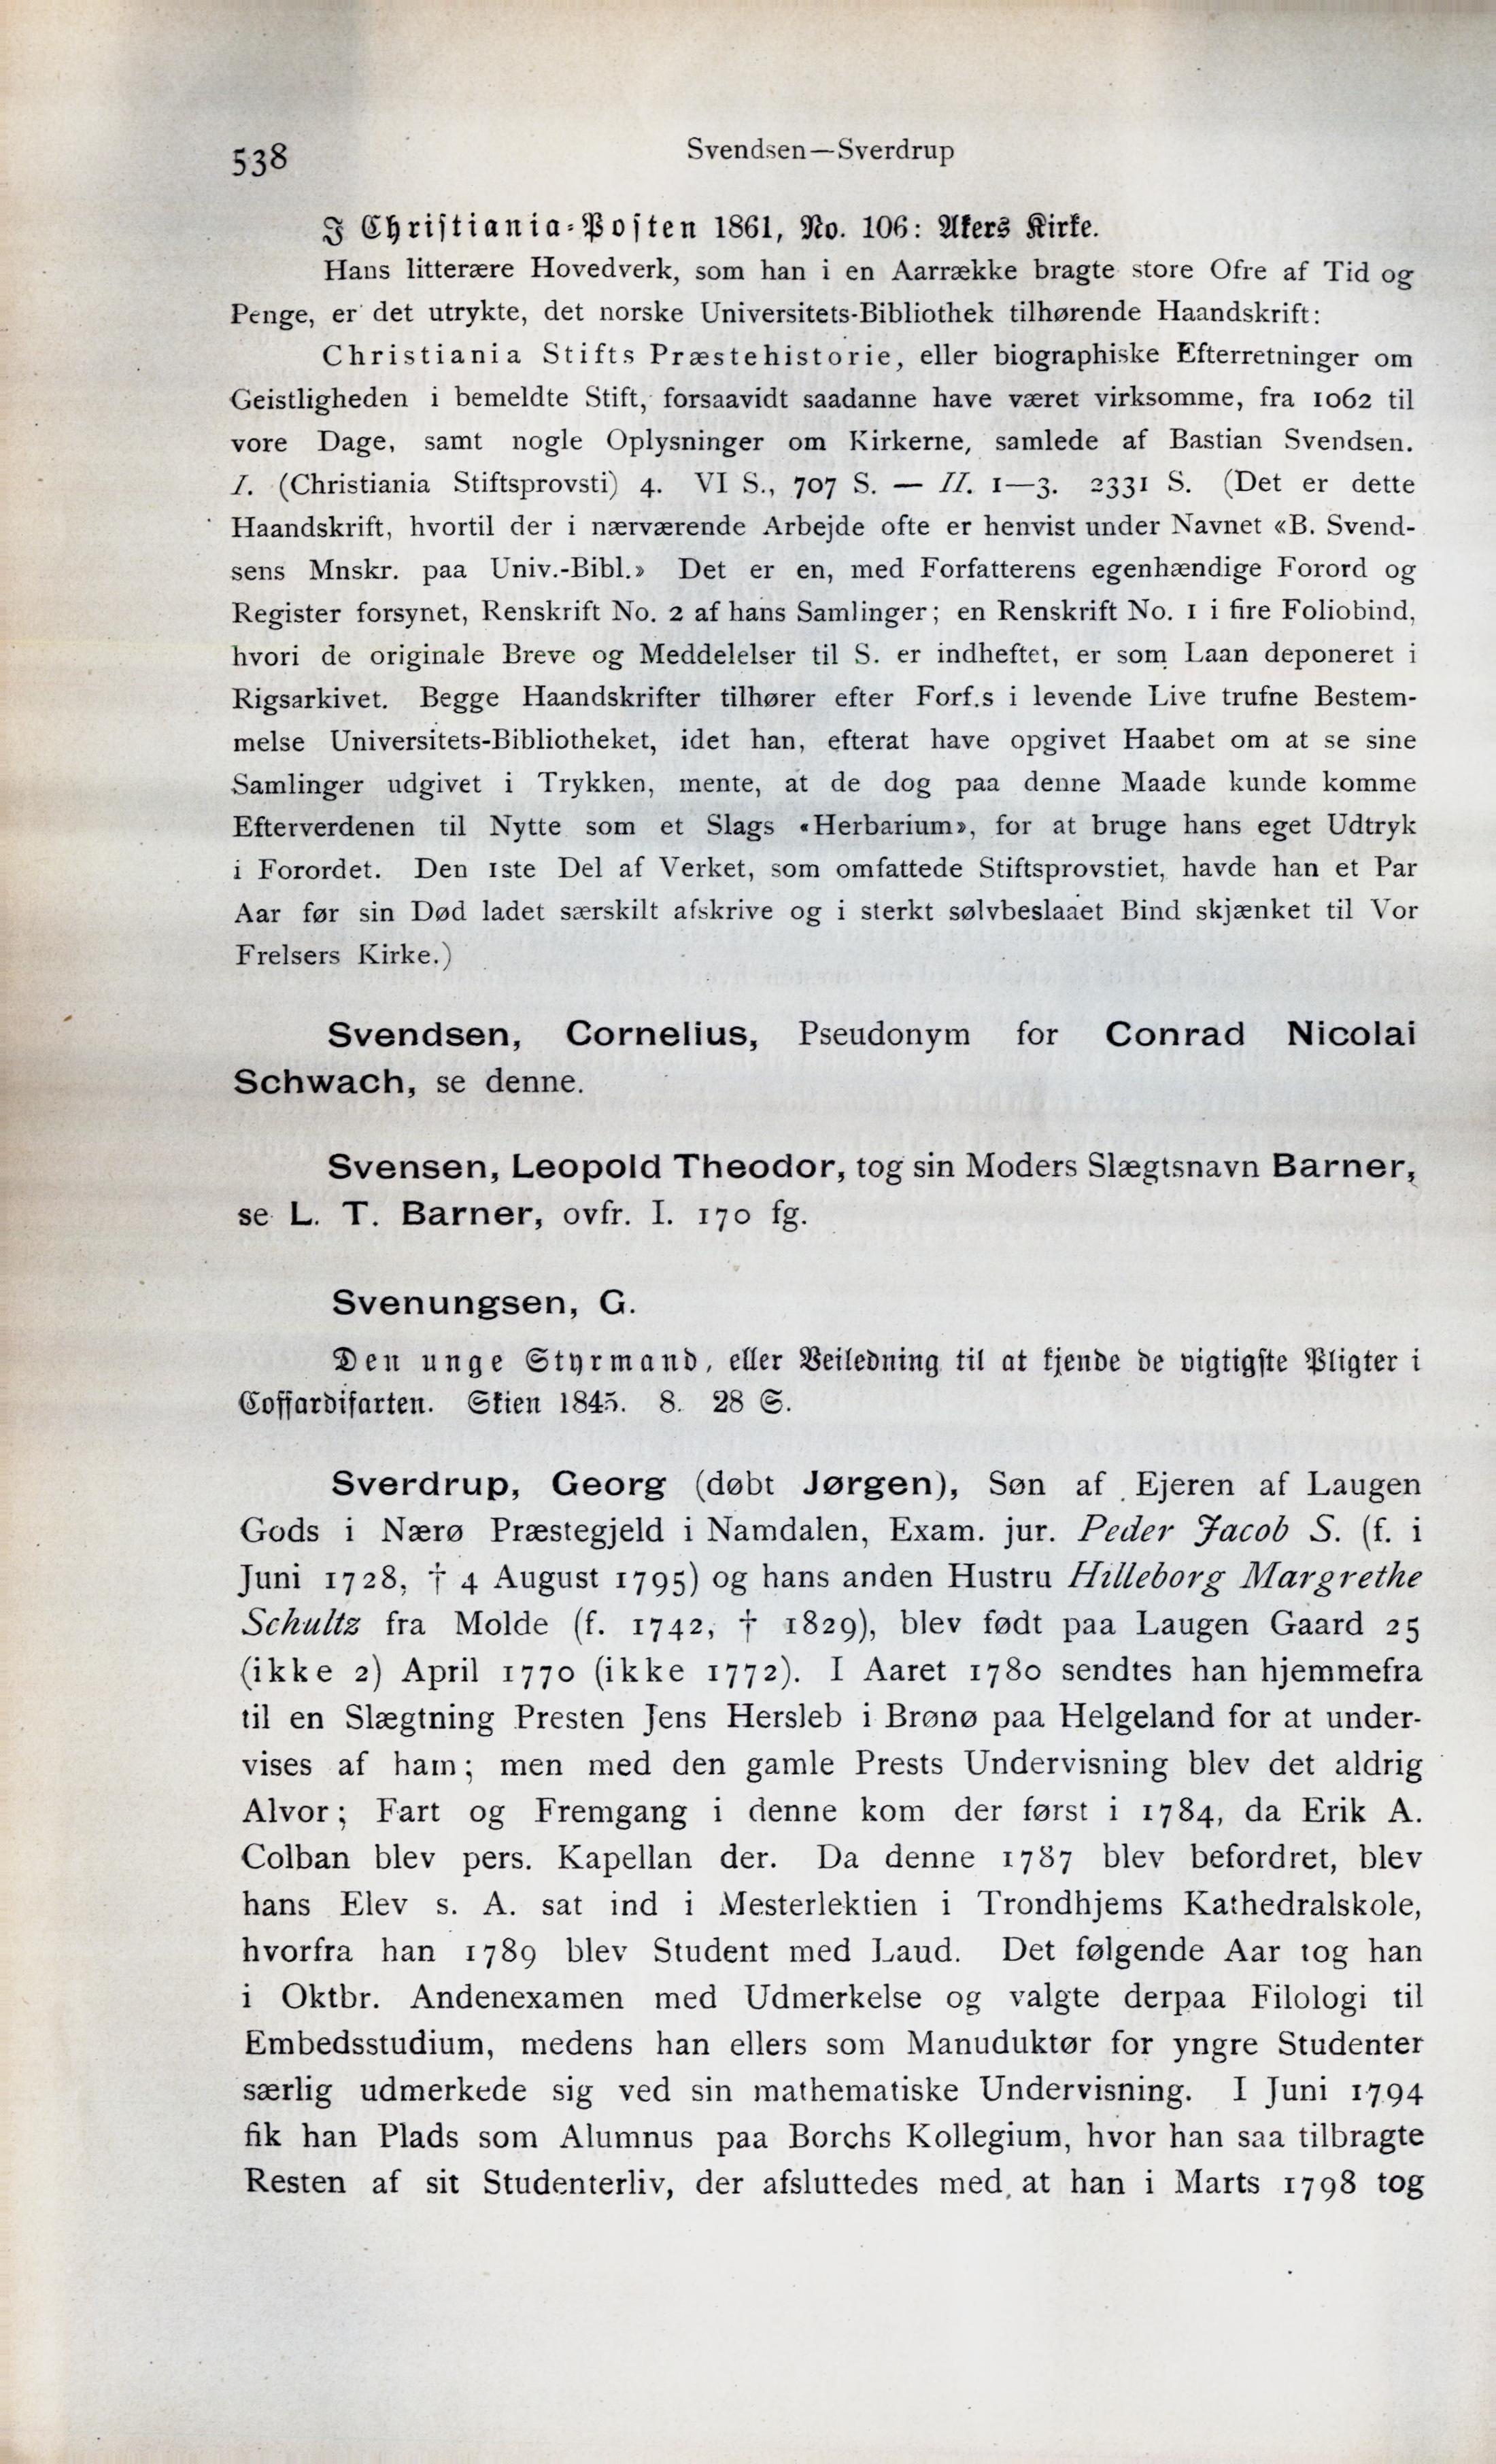 538
Svendsen—Sverdrup
I Christiania-Posten 1861, No. 106: Akers Kirke.
Hans litterære Hovedverk, som han i en Aarrække bragte store Ofre af Tid og
Penge, er det utrykte, det norske Universitets-Bibliothek tilhørende Haandskrift:
Christiania Stifts Præstehistorie, eller biographiske Efterretninger om
Geistligheden i bemeldte Stift, forsaavidt saadanne have været virksomme, fra 1062 til
vore Dage, samt nogle Oplysninger om Kirkerne, samlede af Bastian Svendsen.
I. (Christiania Stiftsprovsti) 4. VI S., 707 S. — II. 1—3. 2331 S. (Det er dette
Haandskrift, hvortil der i nærværende Arbejde ofte er henvist under Navnet «B. Svend-
sens Mnskr. paa Univ.-Bibl.» Det er en, med Forfatterens egenhændige Forord og
Register forsynet, Renskrift No. 2 af hans Samlinger; en Renskrift No. 1 i fire Foliobind,
hvori de originale Breve og Meddelelser til S. er indheftet, er som Laan deponeret i
Rigsarkivet. Begge Haandskrifter tilhører efter Forf.s i levende Live trufne Bestem-
melse Universitets-Bibliotheket, idet han, efterat have opgivet Haabet om at se sine
Samlinger udgivet i Trykken, mente, at de dog paa denne Maade kunde komme
Efterverdenen til Nytte som et Slags «Herbarium», for at bruge hans eget Udtryk
i Forordet. Den 1ste Del af Verket, som omfattede Stiftsprovstiet, havde han et Par
Aar før sin Død ladet særskilt afskrive og i sterkt sølvbeslaaet Bind skjænket til Vor
Frelsers Kirke.)
Svendsen, Cornelius, Pseudonym for Conrad Nicolai
Schwach, se denne.
Svensen, Leopold Theodor, tog sin Moders Slægtsnavn Barner,
se L. T. Barner, ovfr. I. 170 fg.
Svenungsen, G.
Den unge Styrmand, eller Veiledning til at kjende de vigtigste Pligter i
Coffardifarten. Skien 1845. 8. 28 S.
Sverdrup, Georg (døbt Jørgen), Søn af Ejeren af Laugen
Gods i Nærø Præstegjeld i Namdalen, Exam. jur. Peder Jacob S. (f. i
Juni 1728, † 4 August 1795) og hans anden Hustru Hilleborg Margrethe
Schultz fra Molde (f. 1742, † 1829), blev født paa Laugen Gaard 25
(ikke 2) April 1770 (ikke 1772). I Aaret 1780 sendtes han hjemmefra
til en Slægtning Presten Jens Hersleb i Brønø paa Helgeland for at under-
vises af ham; men med den gamle Prests Undervisning blev det aldrig
Alvor; Fart og Fremgang i denne kom der først i 1784, da Erik A.
Colban blev pers. Kapellan der. Da denne 1787 blev befordret, blev
hans Elev s. A. sat ind i Mesterlektien i Trondhjems Kathedralskole,
hvorfra han 1789 blev Student med Laud. Det følgende Aar tog han
i Oktbr. Andenexamen med Udmerkelse og valgte derpaa Filologi til
Embedsstudium, medens han ellers som Manuduktør for yngre Studenter
særlig udmerkede sig ved sin mathematiske Undervisning. I Juni 1794
fik han Plads som Alumnus paa Borchs Kollegium, hvor han saa tilbragte
Resten af sit Studenterliv, der afsluttedes med, at han i Marts 1798 tog